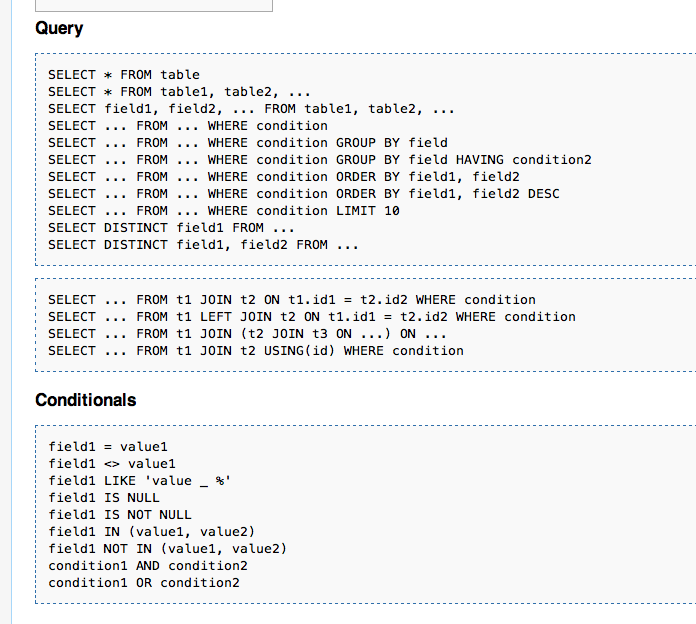 Query
SELECT * FROM table
SELECT * FROM table1, table2, ...
SELECT field1, field2, ... FROM table1, table2, ...
SELECT ... FROM ... WHERE condition
SELECT ... FROM ... WHERE condition GROUP BY field
SELECT ... FROM ... WHERE condition GROUP BY field HAVING condition2
SELECT ... FROM ... WHERE condition ORDER BY field1, field2
SELECT ... FROM ... WHERE condition ORDER BY field1, field2 DESC
SELECT ... FROM ... WHERE condition LIMIT 10
SELECT DISTINCT field1 FROM ...
SELECT DISTINCT field1, field2 FROM ...
SELECT ... FROM t1 JOIN t2 ON t1.id1 = t2.id2 WHERE condition
SELECT ... FROM t1 LEFT JOIN t2 ON t1.id1 = t2.id2 WHERE condition
SELECT ... FROM t1 JOIN (t2 JOIN t3 ON ...) ON ...
SELECT ... FROM t1 JOIN t2 USING(id) WHERE condition
Conditionals
field1 = value1
field1 <> value1
field1 LIKE 'value _ %'
field1 IS NULL
field1 IS NOT NULL
field1 IN (value1, value2)
field1 NOT IN (value1, value2)
condition1 AND condition2
condition1 OR condition2